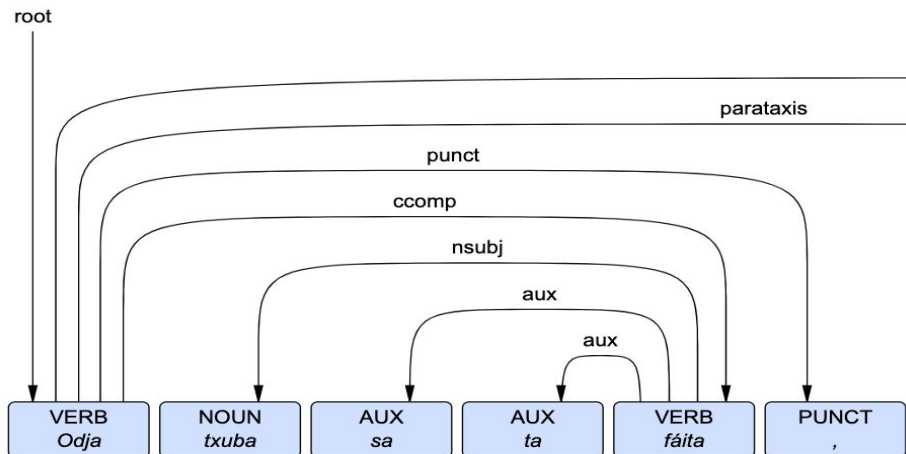 root
parataxis
punct
ccomp
nsubj
aux
aux
VERB NOUN AUX AUX VERB PUNCT
Odja txuba sa ta fáita ,